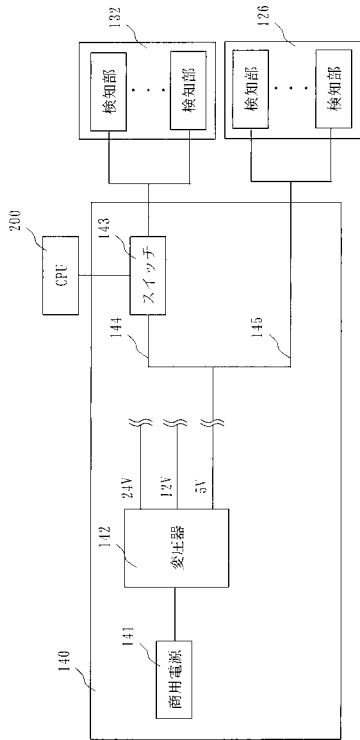 140
141
商用電源
142
変圧器
24V
12V
5V
144
145
143
スイッチ
200
CPU
132
検知部
・・・
検知部
126
検知部
・・・
検知部